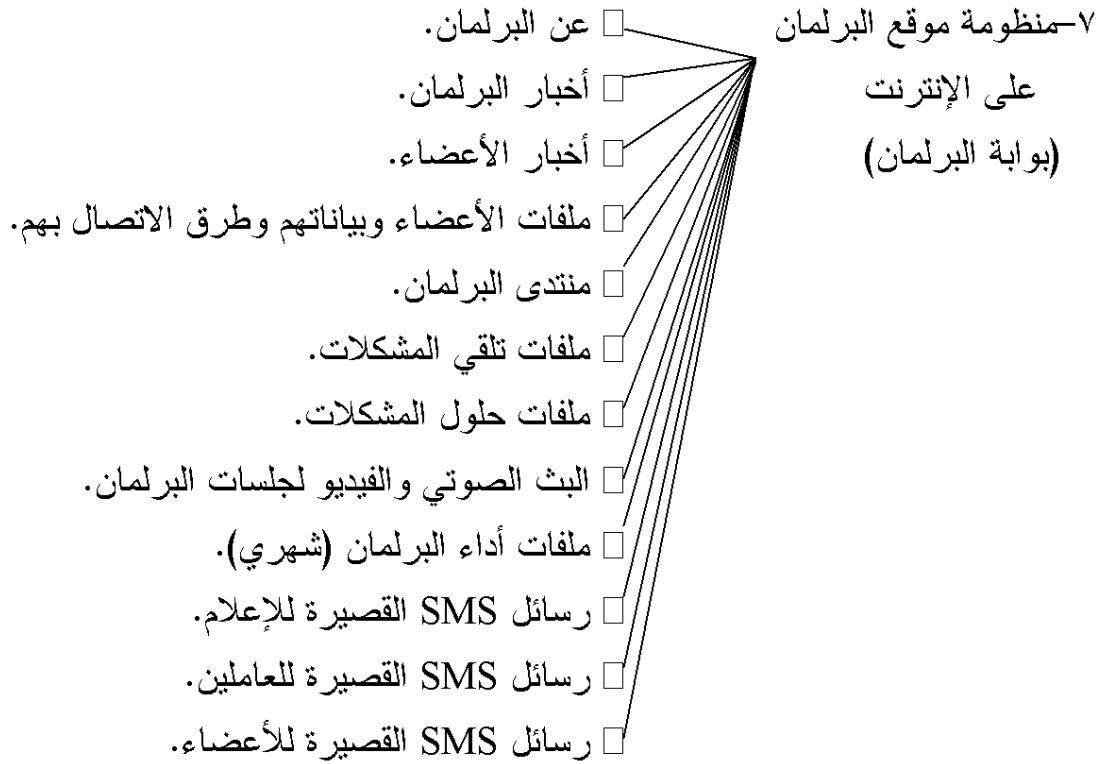 ٧-منظومة موقع البرلمان
على الإنترنت
(بوابة البرلمان)
□ عن البرلمان.
□ أخبار البرلمان.
□ أخبار الأعضاء.
□ ملفات الأعضاء وبياناتهم وطرق الاتصال بهم.
□ منتدى البرلمان.
□ ملفات تلقي المشكلات.
□ ملفات حلول المشكلات.
□ البث الصوتي والفيديو لجلسات البرلمان.
□ ملفات أداء البرلمان (شهري).
□ رسائل SMS القصيرة للإعلام.
□ رسائل SMS القصيرة للعاملين.
□ رسائل SMS القصيرة للأعضاء.